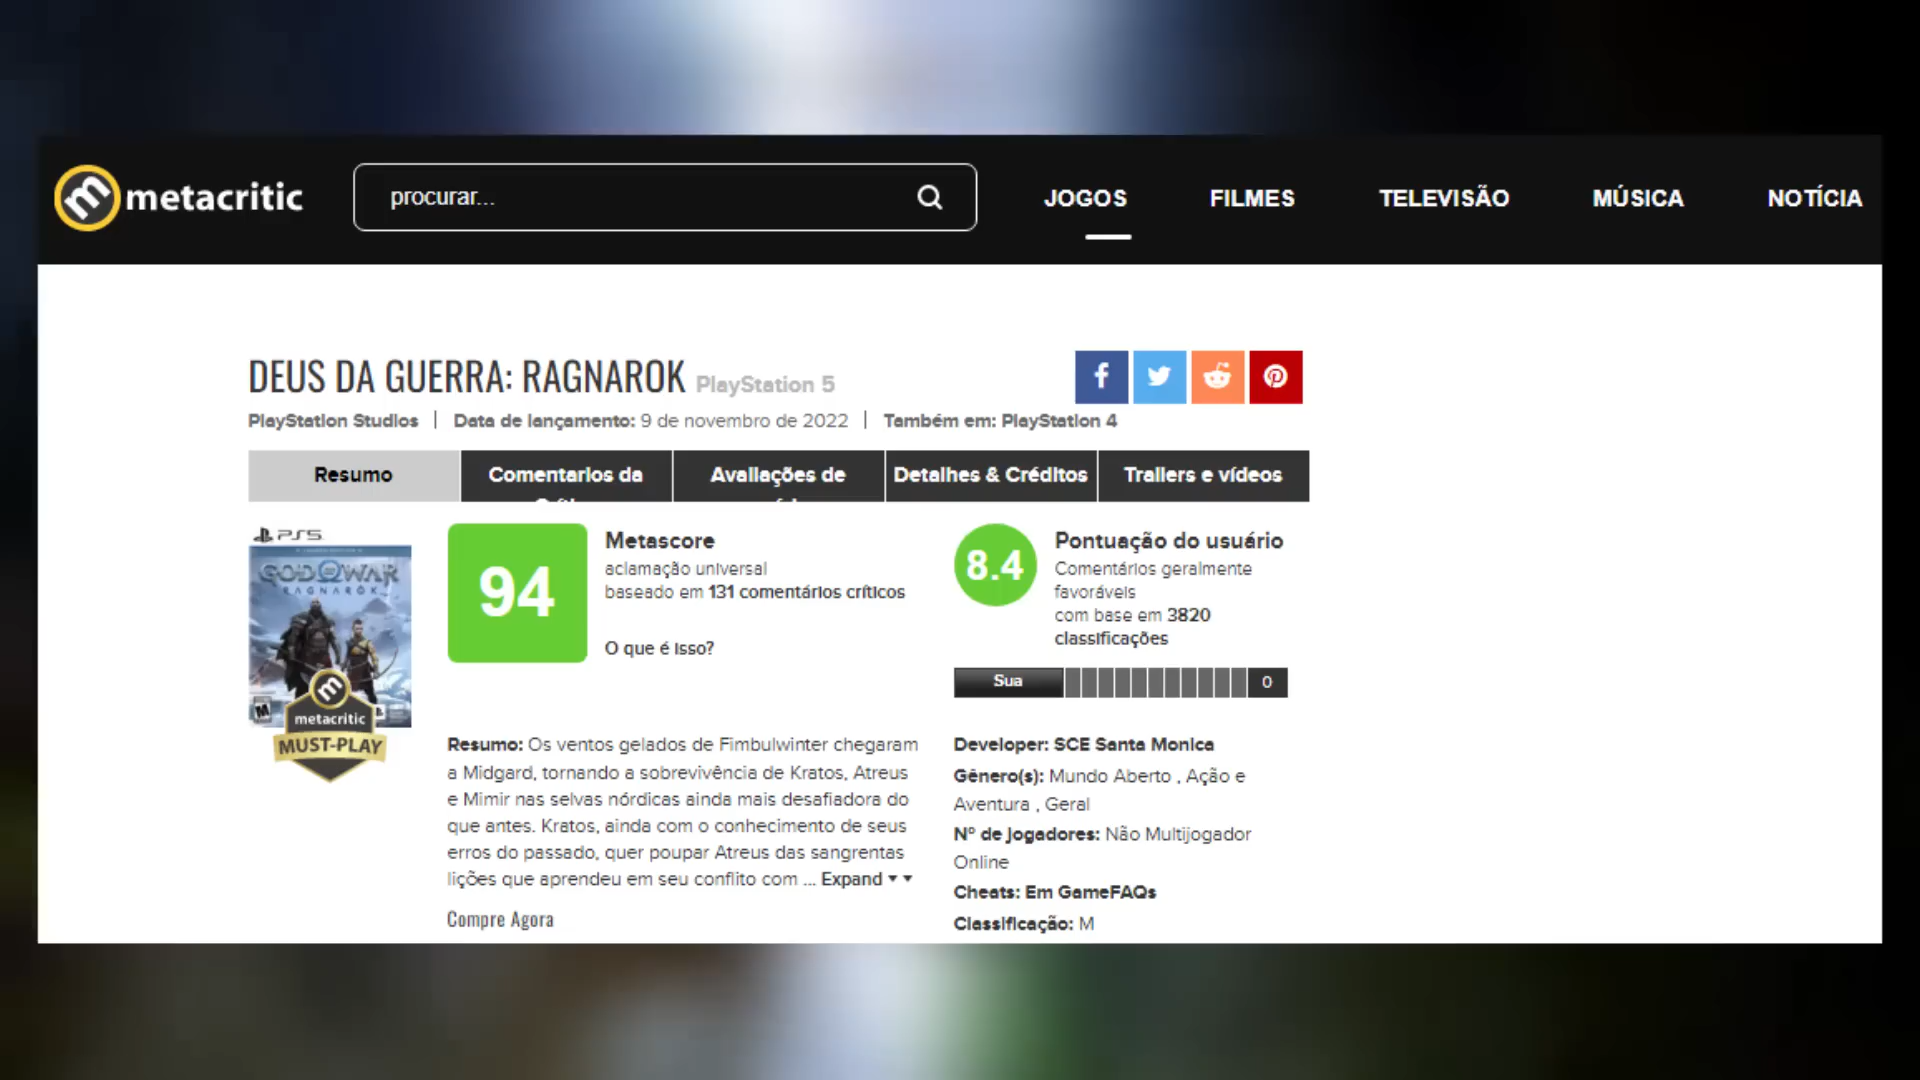 metacritic
procurar...
JOGOS
FILMES
TELEVISÃO
MÚSICA
NOTÍCIA
DEUS DA GUERRA: RAGNAROK PlayStation 5
PlayStation Studios | Data de lançamento: 9 de novembro de 2022 | Também em: PlayStation 4
Resumo
Comentarios da
Avaliações de
Detalhes & Créditos
Trailers e vídeos
PS5
GOD OF WAR
RAGNARÖK
M
metacritic
MUST-PLAY
94
Metascore
aclamação universal
baseado em 131 comentários críticos
O que é isso?
8.4
Pontuação do usuário
Comentários geralmente
favoráveis
com base em 3820
classificações
Sua
0
Resumo: Os ventos gelados de Fimbulwinter chegaram
a Midgard, tornando a sobrevivência de Kratos, Atreus
e Mimir nas selvas nórdicas ainda mais desafiadora do
que antes. Kratos, ainda com o conhecimento de seus
erros do passado, quer poupar Atreus das sangrentas
lições que aprendeu em seu conflito com ... Expand
Compre Agora
Developer: SCE Santa Monica
Gênero(s): Mundo Aberto , Ação e
Aventura , Geral
Nº de jogadores: Não Multijogador
Online
Cheats: Em GameFAQs
Classificação: M